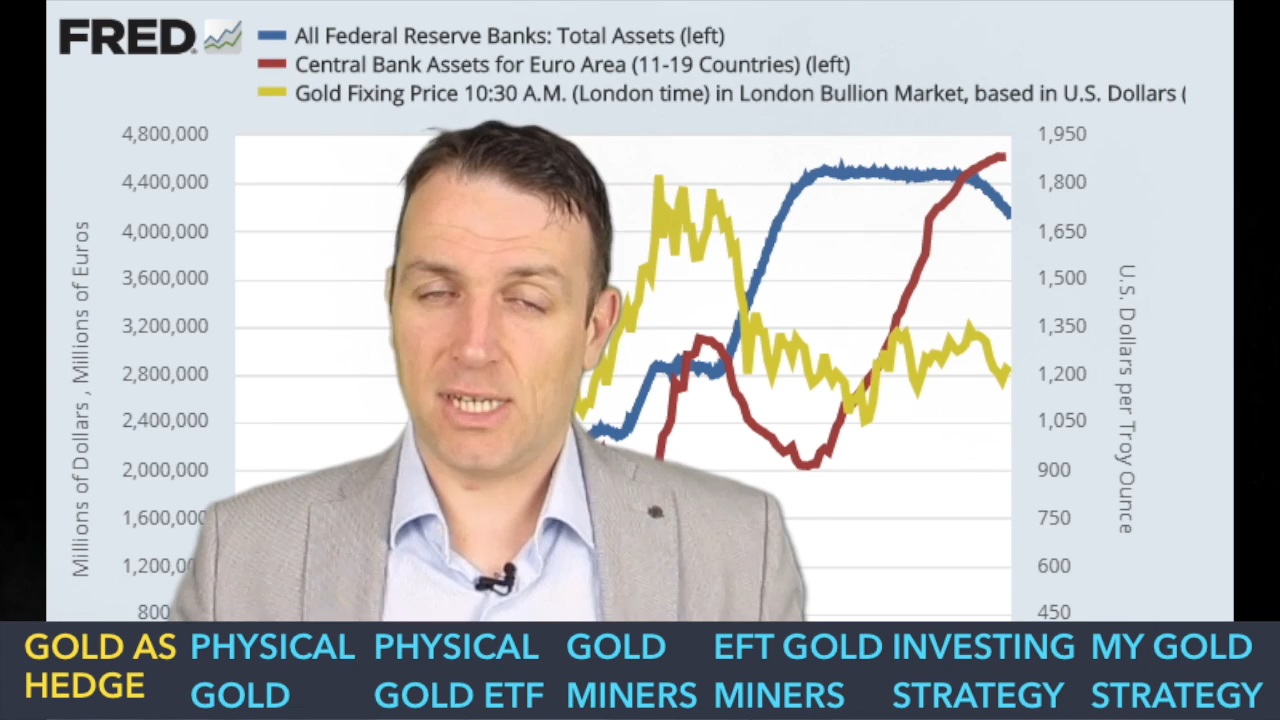 FRED
All Federal Reserve Banks: Total Assets (left)
Central Bank Assets for Euro Area (11-19 Countries) (left)
Gold Fixing Price 10:30 A.M. (London time) in London Bullion Market, based in U.S. Dollars (
4,800,000
4,400,000
4,000,000
3,600,000
3,200,000
2,800,000
2,400,000
2,000,000
1,600,000
1,200,000
800
Millions of Dollars , Millions of Euros
1,950
1,800
1,650
1,500
1,350
1,200
1,050
900
750
600
450
U.S. Dollars per Troy Ounce
GOLD AS HEDGE
PHYSICAL GOLD
PHYSICAL GOLD ETF
GOLD MINERS
EFT GOLD MINERS
INVESTING STRATEGY
MY GOLD STRATEGY